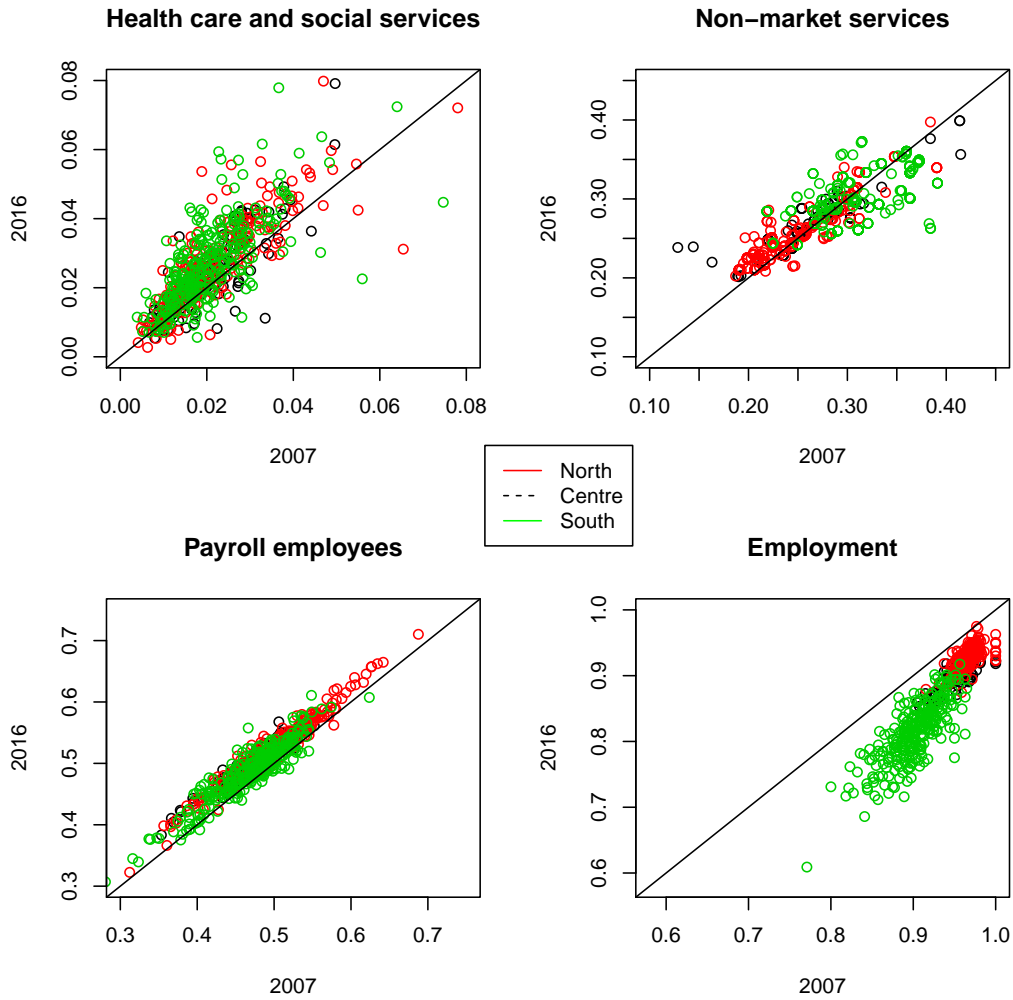 Health care and social services
0.00 0.02 0.04 0.06 0.08
2016
0.00 0.02 0.04 0.06 0.08
2007
Non−market services
0.10 0.20 0.30 0.40
2016
0.10 0.20 0.30 0.40
2007
North
Centre
South
Payroll employees
0.3 0.4 0.5 0.6 0.7
2016
0.3 0.4 0.5 0.6 0.7
2007
Employment
0.6 0.7 0.8 0.9 1.0
2016
0.6 0.7 0.8 0.9 1.0
2007